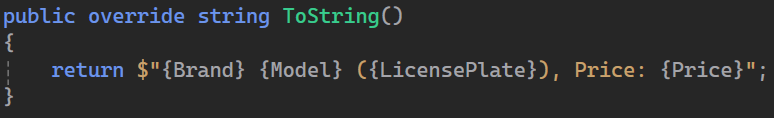 public override string ToString()
{
    return $"{Brand} {Model} ({LicensePlate}), Price: {Price}";
}